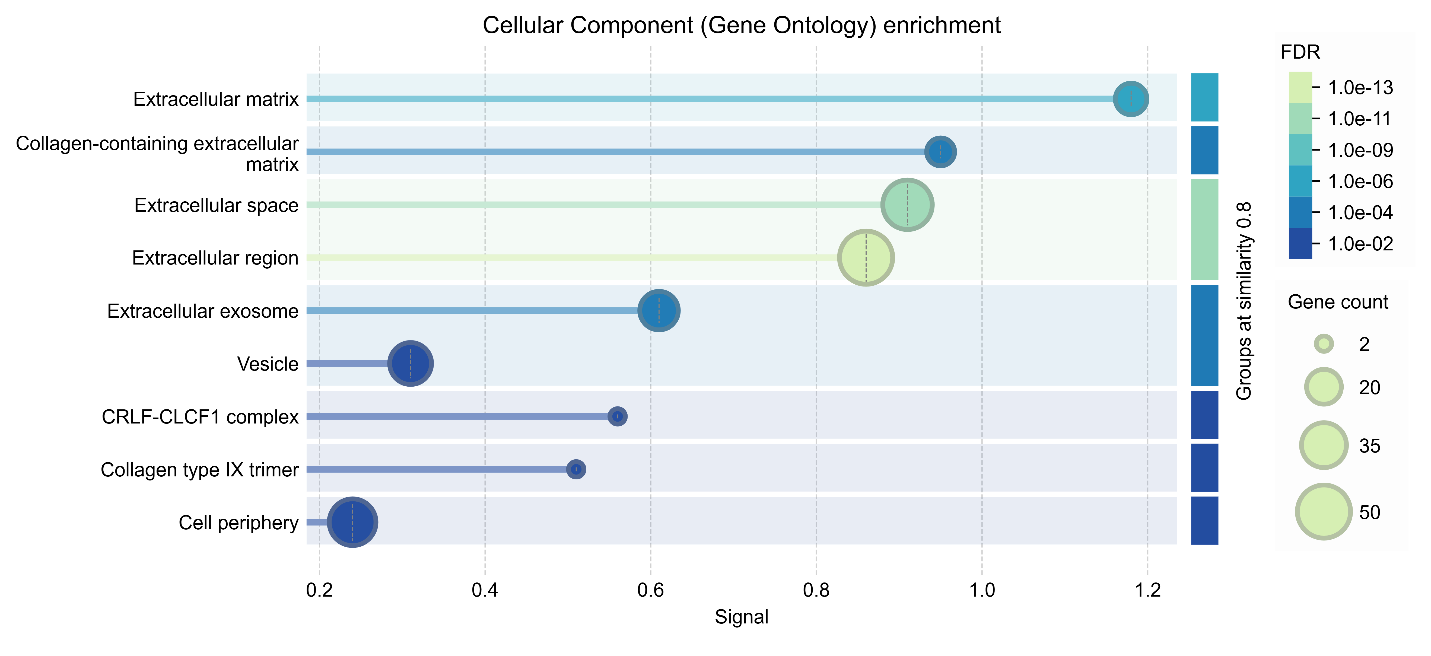 Cellular Component (Gene Ontology) enrichment
Extracellular matrix
Collagen-containing extracellular
matrix
Extracellular space
Extracellular region
Extracellular exosome
Vesicle
CRLF-CLCF1 complex
Collagen type IX trimer
Cell periphery
0.2 0.4 0.6 0.8 1.0 1.2
Signal
Groups at similarity 0.8
FDR
1.0e-13
1.0e-11
1.0e-09
1.0e-06
1.0e-04
1.0e-02
Gene count
2
20
35
50